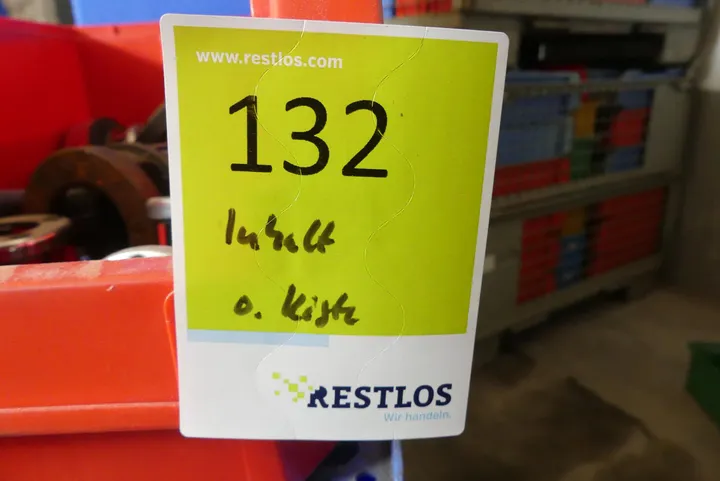 www.restlos.com
132
Inhalt
o. Kiste
RESTLOS
Wir handeln.